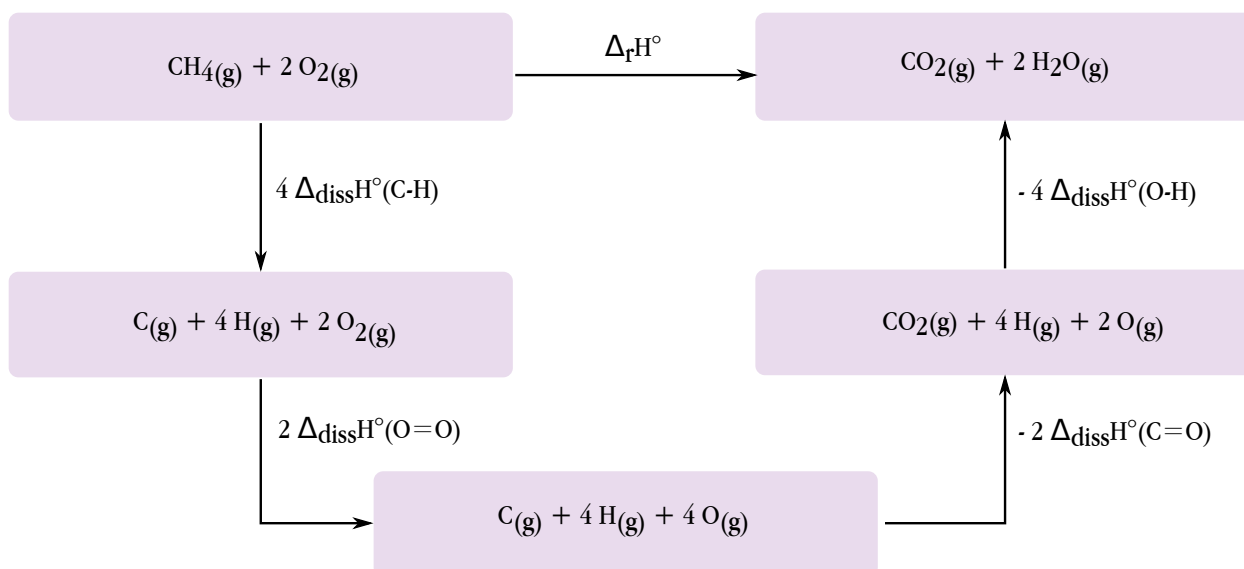 CH4(g) + 2 O2(g)
ΔrH°
CO2(g) + 2 H2O(g)
4 ΔdissH°(C-H)
- 4 ΔdissH°(O-H)
C(g) + 4 H(g) + 2 O2(g)
CO2(g) + 4 H(g) + 2 O(g)
2 ΔdissH°(O=O)
- 2 ΔdissH°(C=O)
C(g) + 4 H(g) + 4 O(g)